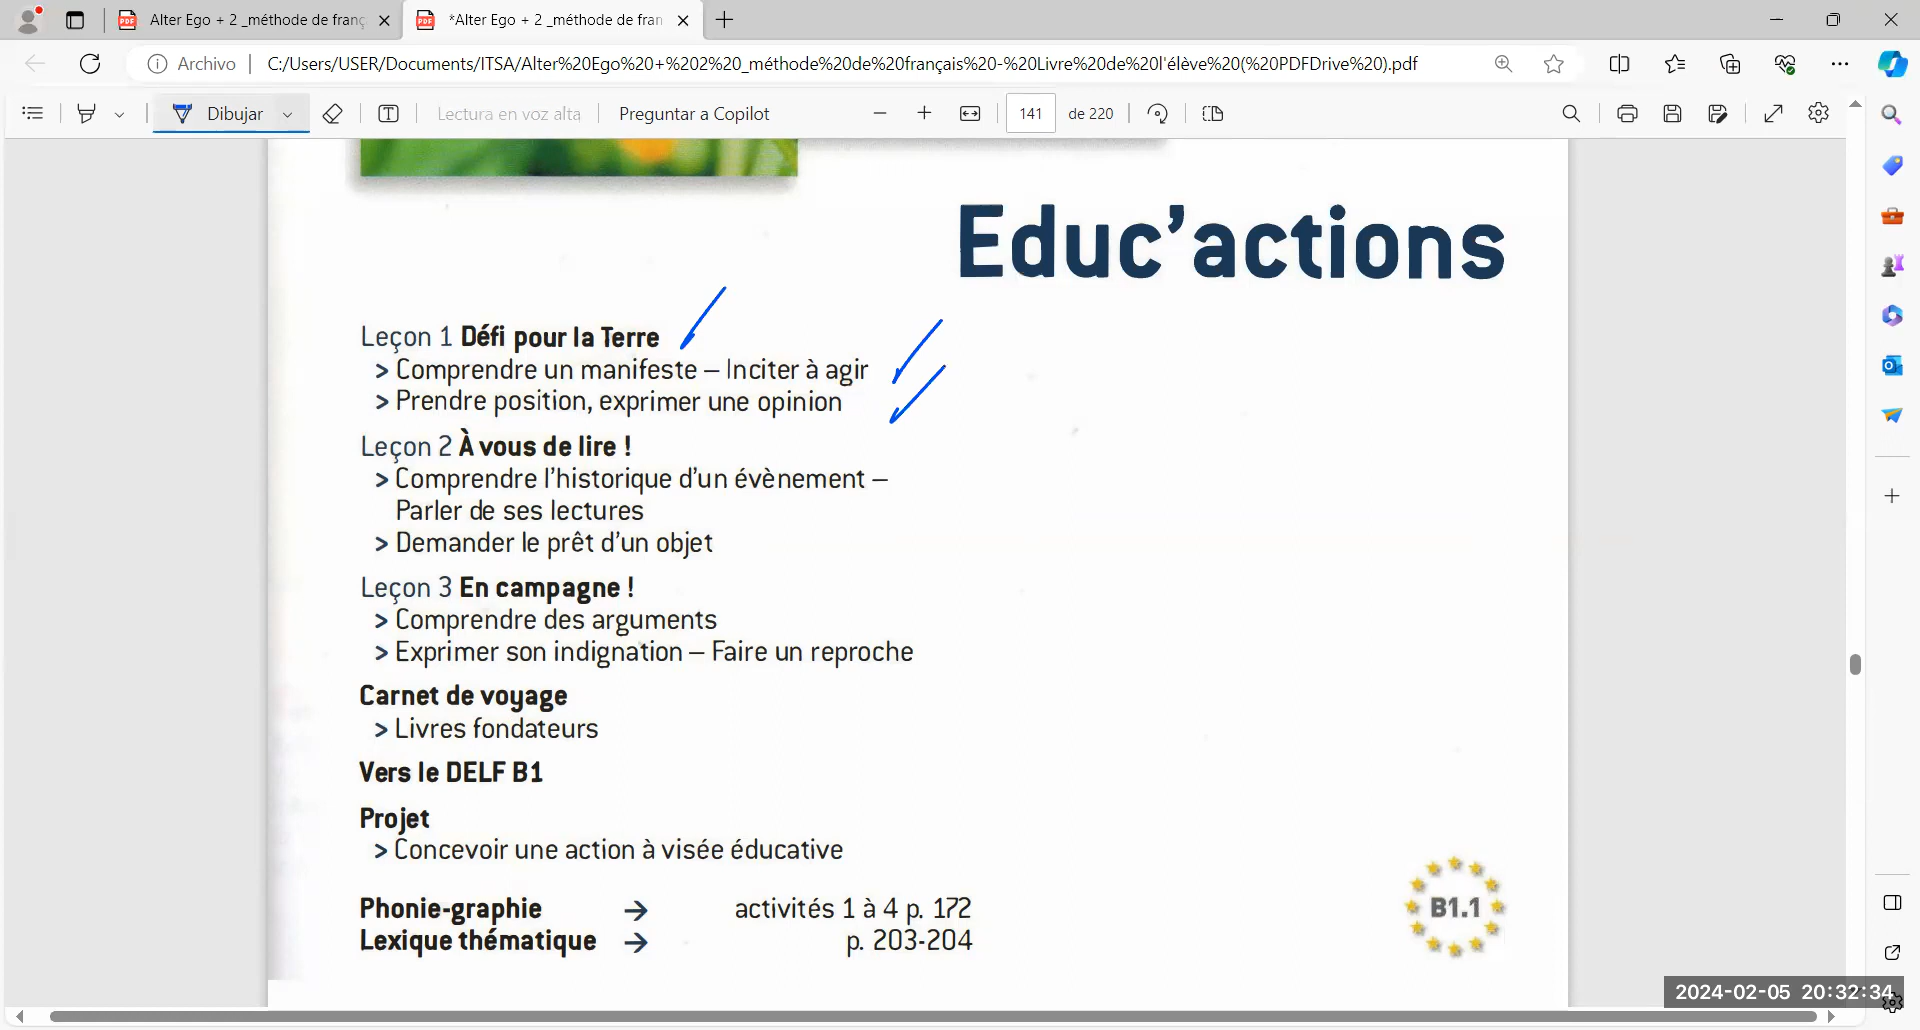 Alter Ego + 2 _méthode de franç
*Alter Ego + 2 _méthode de fran
Archivo
C:/Users/USER/Documents/ITSA/Alter%20Ego%20+%202%20_méthode%20de%20français%20-%20Livre%20de%20l'élève%20(%20PDFDrive%20).pdf
Dibujar
Lectura en voz alta
Preguntar a Copilot
141 de 220
Educ'actions
Leçon 1 Défi pour la Terre
> Comprendre un manifeste – Inciter à agir
> Prendre position, exprimer une opinion
Leçon 2 À vous de lire !
> Comprendre l'historique d'un évènement –
Parler de ses lectures
> Demander le prêt d'un objet
Leçon 3 En campagne !
> Comprendre des arguments
> Exprimer son indignation – Faire un reproche
Carnet de voyage
> Livres fondateurs
Vers le DELF B1
Projet
> Concevoir une action à visée éducative
Phonie-graphie → activités 1 à 4 p. 172
Lexique thématique → p. 203-204
B1.1
2024-02-05 20:32:34